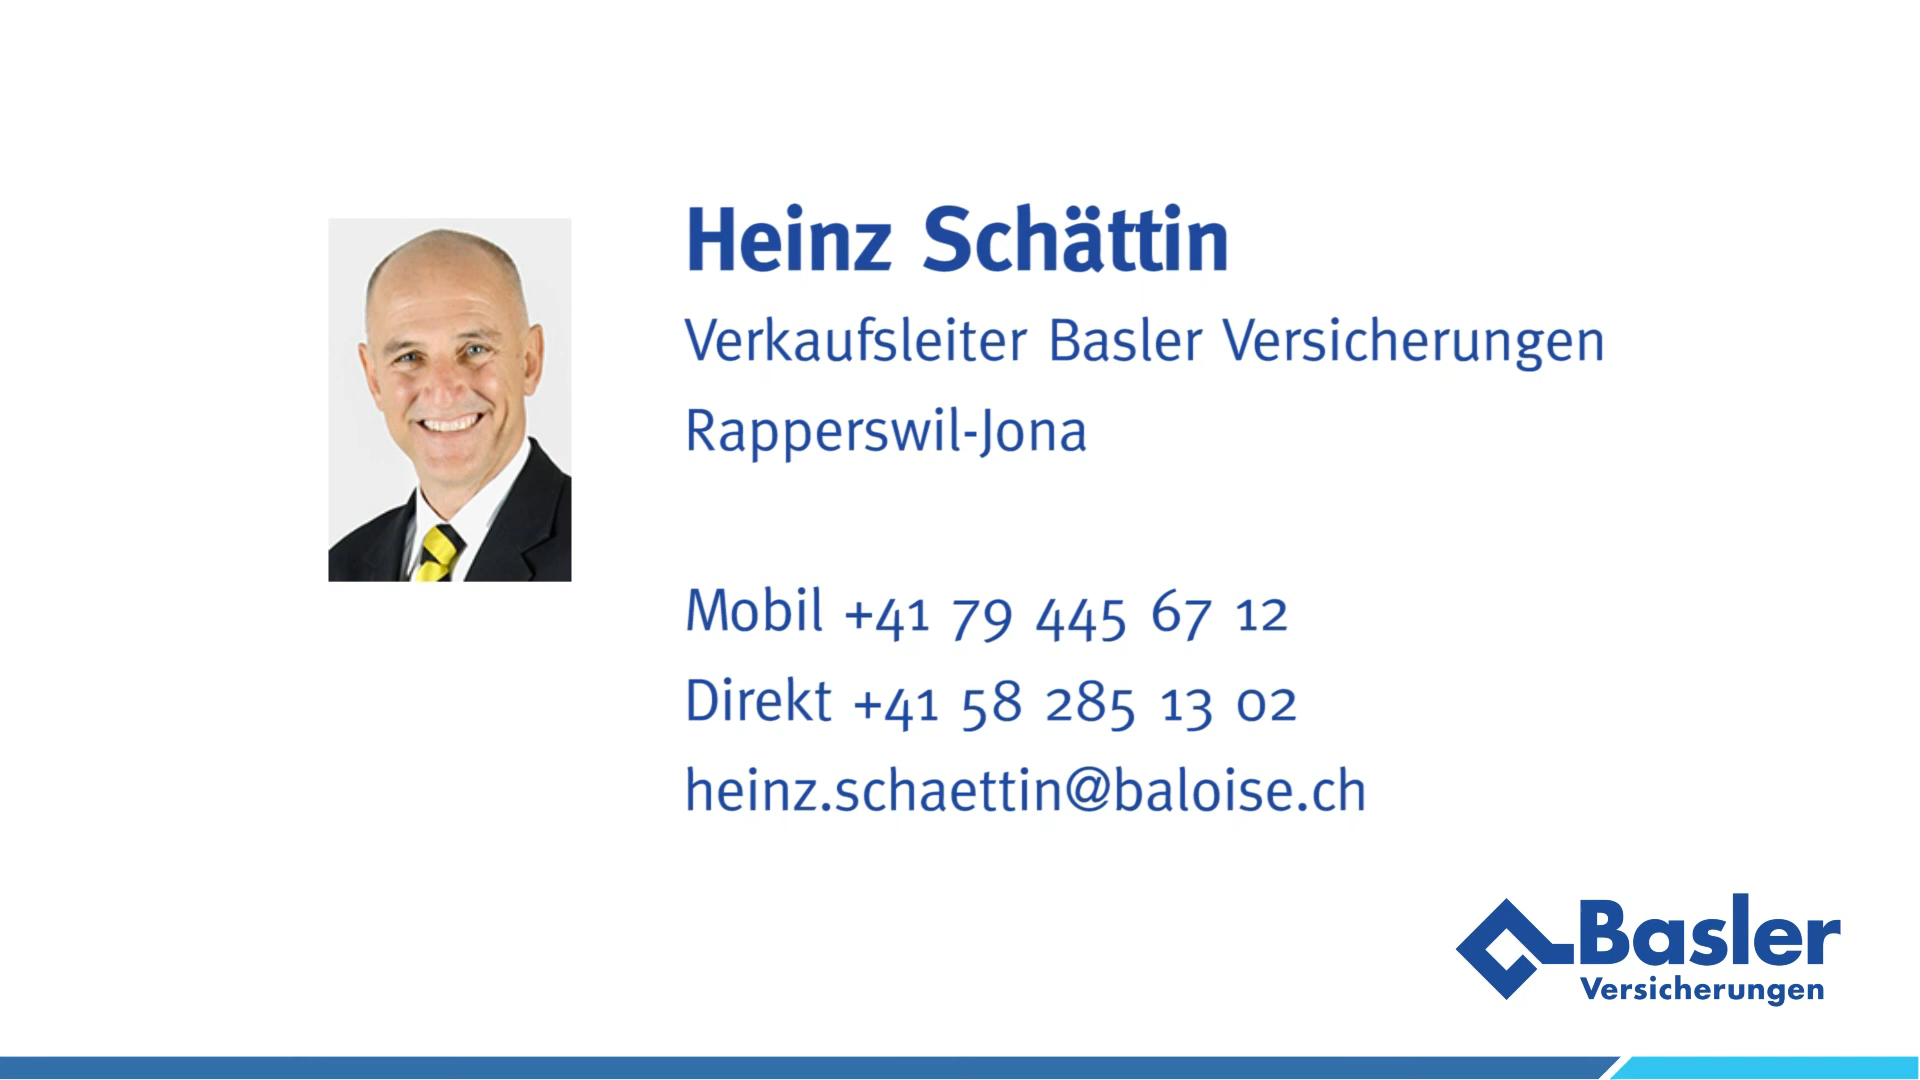 Heinz Schättin
Verkaufsleiter Basler Versicherungen
Rapperswil-Jona
Mobil +41 79 445 67 12
Direkt +41 58 285 13 02
heinz.schaettin@baloise.ch
Basler
Versicherungen